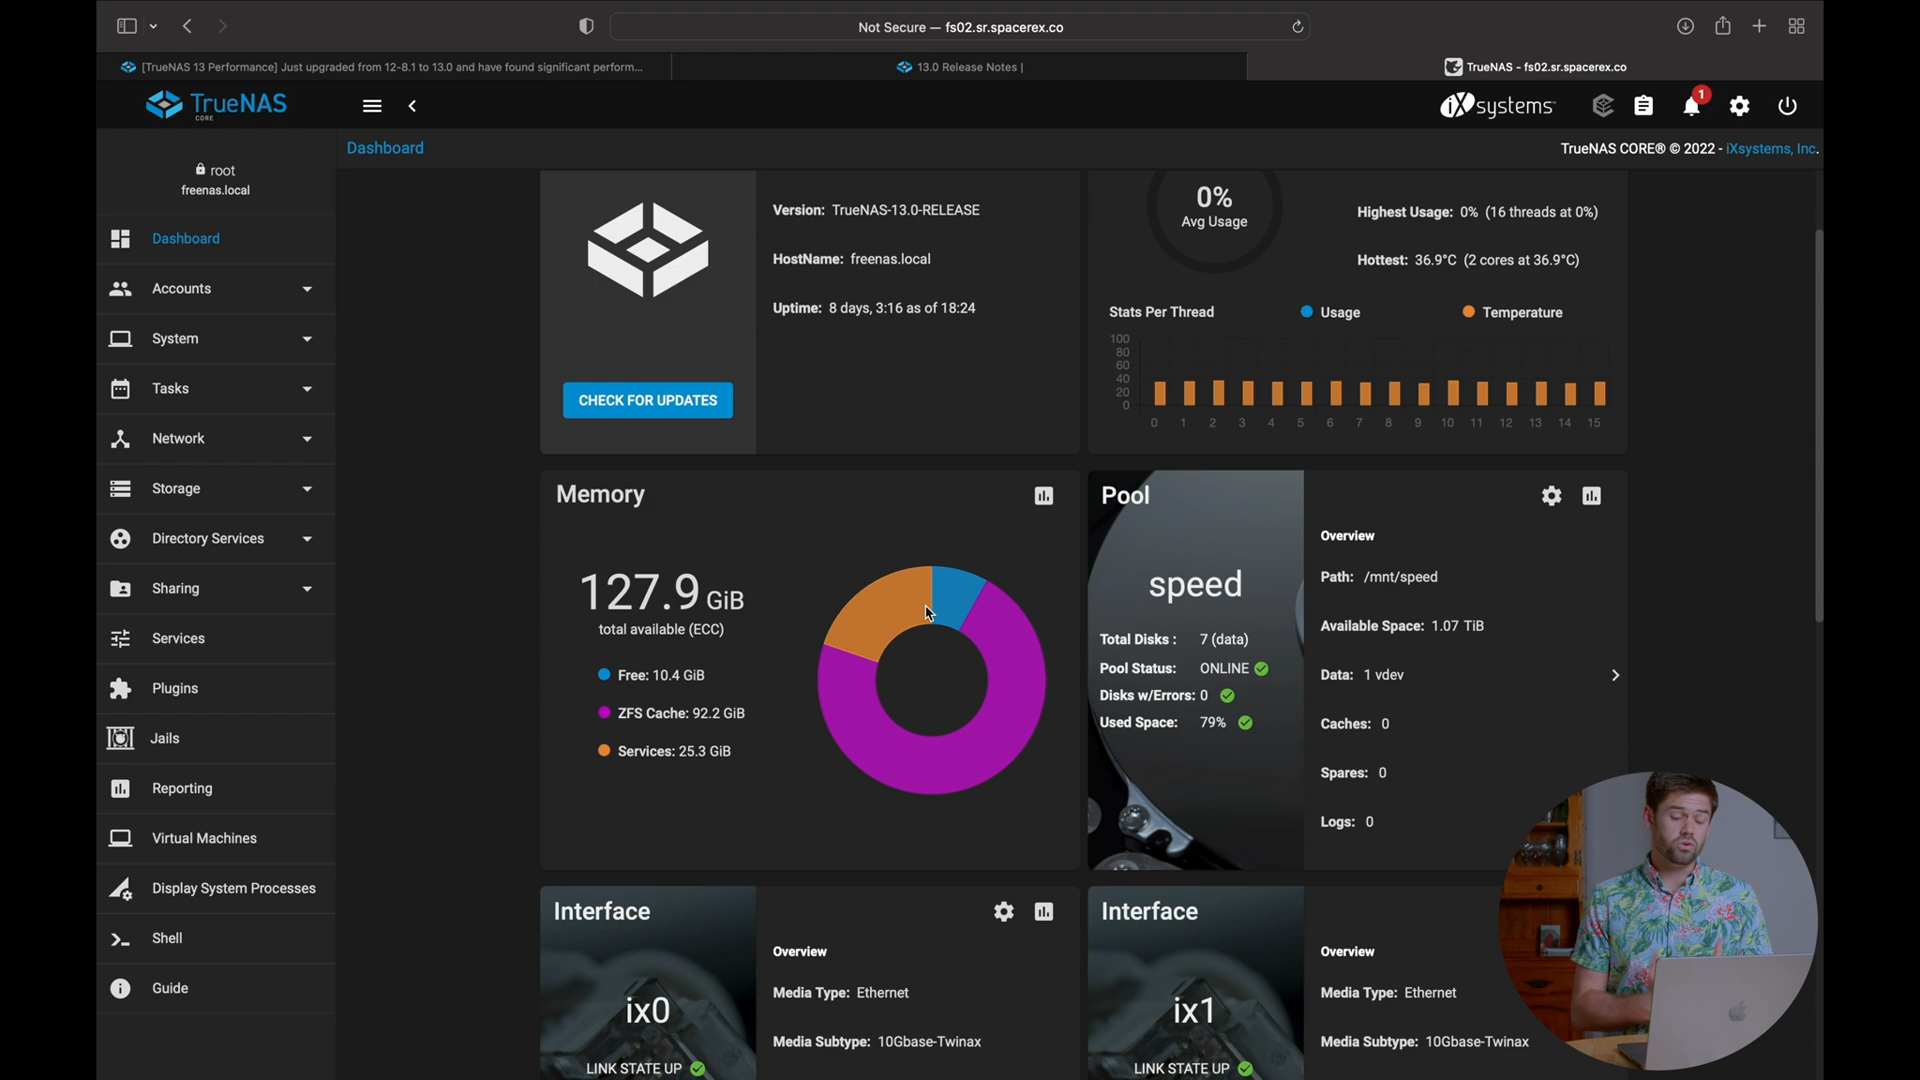 Not Secure — fs02.sr.spacerex.co
[TrueNAS 13 Performance] Just upgraded from 12-8.1 to 13.0 and have found significant perform...
13.0 Release Notes |
TrueNAS - fs02.sr.spacerex.co
TrueNAS
CORE
iXsystems
1
Dashboard
TrueNAS CORE® © 2022 - iXsystems, Inc.
root
freenas.local
Dashboard
Accounts
System
Tasks
Network
Storage
Directory Services
Sharing
Services
Plugins
Jails
Reporting
Virtual Machines
Display System Processes
Shell
Guide
Version: TrueNAS-13.0-RELEASE
HostName: freenas.local
Uptime: 8 days, 3:16 as of 18:24
CHECK FOR UPDATES
0%
Avg Usage
Highest Usage: 0% (16 threads at 0%)
Hottest: 36.9°C (2 cores at 36.9°C)
Stats Per Thread
Usage
Temperature
100
80
60
40
20
0
0 1 2 3 4 5 6 7 8 9 10 11 12 13 14 15
Memory
127.9 GiB
total available (ECC)
Free: 10.4 GiB
ZFS Cache: 92.2 GiB
Services: 25.3 GiB
Pool
speed
Total Disks : 7 (data)
Pool Status: ONLINE
Disks w/Errors: 0
Used Space: 79%
Overview
Path: /mnt/speed
Available Space: 1.07 TiB
Data: 1 vdev
Caches: 0
Spares: 0
Logs: 0
Interface
ix0
LINK STATE UP
Overview
Media Type: Ethernet
Media Subtype: 10Gbase-Twinax
Interface
ix1
LINK STATE UP
Overview
Media Type: Ethernet
Media Subtype: 10Gbase-Twinax